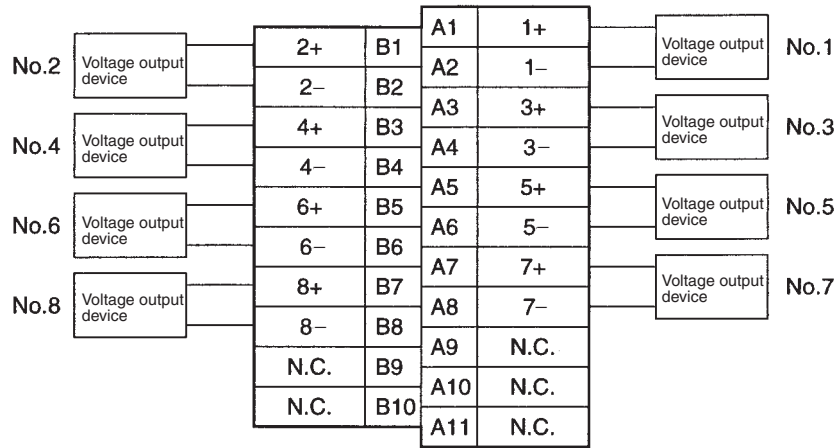 A1 1+
2+ B1
Voltage output
device
No.1
No.2
Voltage output
device
A2 1−
2− B2
A3 3+
4+ B3
Voltage output
device
No.3
No.4
Voltage output
device
A4 3−
4− B4
A5 5+
6+ B5
Voltage output
device
No.5
No.6
Voltage output
device
A6 5−
6− B6
A7 7+
8+ B7
Voltage output
device
No.7
No.8
Voltage output
device
A8 7−
8− B8
A9 N.C.
N.C. B9
A10 N.C.
N.C. B10
A11 N.C.